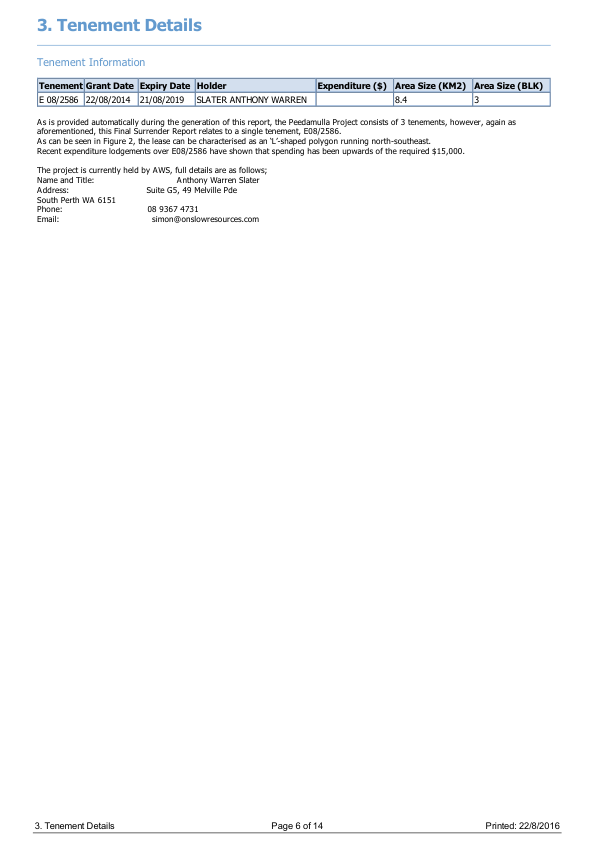 3. Tenement Details
Tenement Information
Tenement Grant Date Expiry Date Holder Expenditure ($) Area Size (KM2) Area Size (BLK)
E 08/2586 22/08/2014 21/08/2019 SLATER ANTHONY WARREN 8.4 3
As is provided automatically during the generation of this report, the Peedamulla Project consists of 3 tenements, however, again as
aforementioned, this Final Surrender Report relates to a single tenement, E08/2586.
As can be seen in Figure 2, the lease can be characterised as an 'L'-shaped polygon running north-southeast.
Recent expenditure lodgements over E08/2586 have shown that spending has been upwards of the required $15,000.
The project is currently held by AWS, full details are as follows;
Name and Title: Anthony Warren Slater
Address: Suite G5, 49 Melville Pde
South Perth WA 6151
Phone: 08 9367 4731
Email: simon@onslowresources.com
3. Tenement Details Page 6 of 14 Printed: 22/8/2016